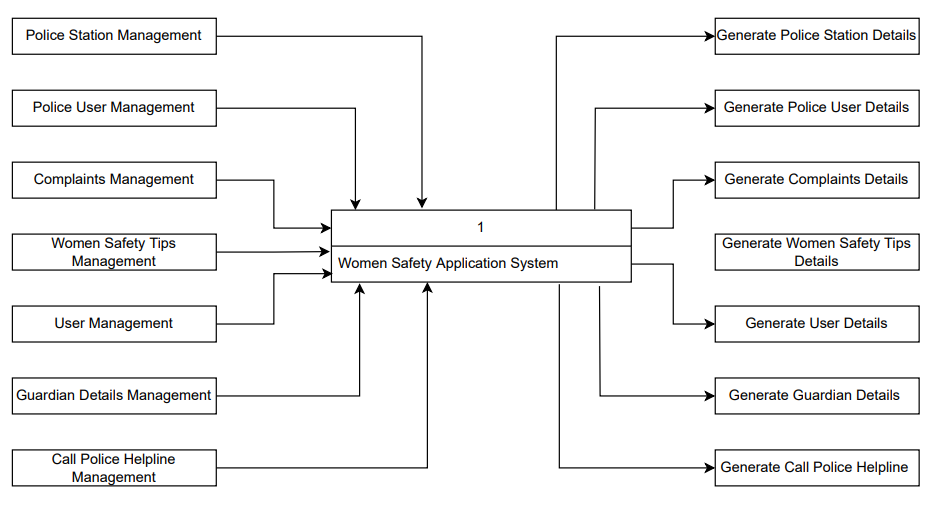 Police Station Management
Generate Police Station Details
Police User Management
Generate Police User Details
Complaints Management
Generate Complaints Details
1
Women Safety Tips
Management
Generate Women Safety Tips
Details
Women Safety Application System
User Management
Generate User Details
Guardian Details Management
Generate Guardian Details
Call Police Helpline
Management
Generate Call Police Helpline